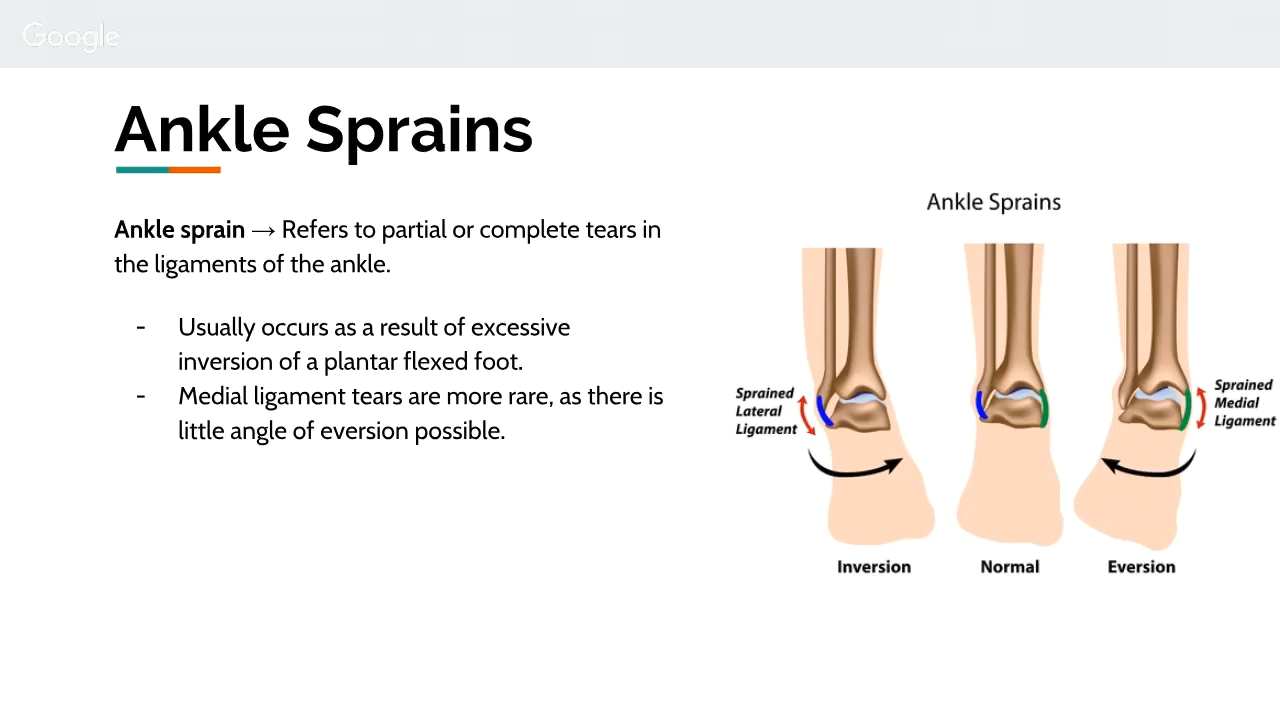 Google
Ankle Sprains
Ankle sprain → Refers to partial or complete tears in
the ligaments of the ankle.
- Usually occurs as a result of excessive
inversion of a plantar flexed foot.
- Medial ligament tears are more rare, as there is
little angle of eversion possible.
Ankle Sprains
Sprained
Lateral
Ligament
Sprained
Medial
Ligament
Inversion
Normal
Eversion